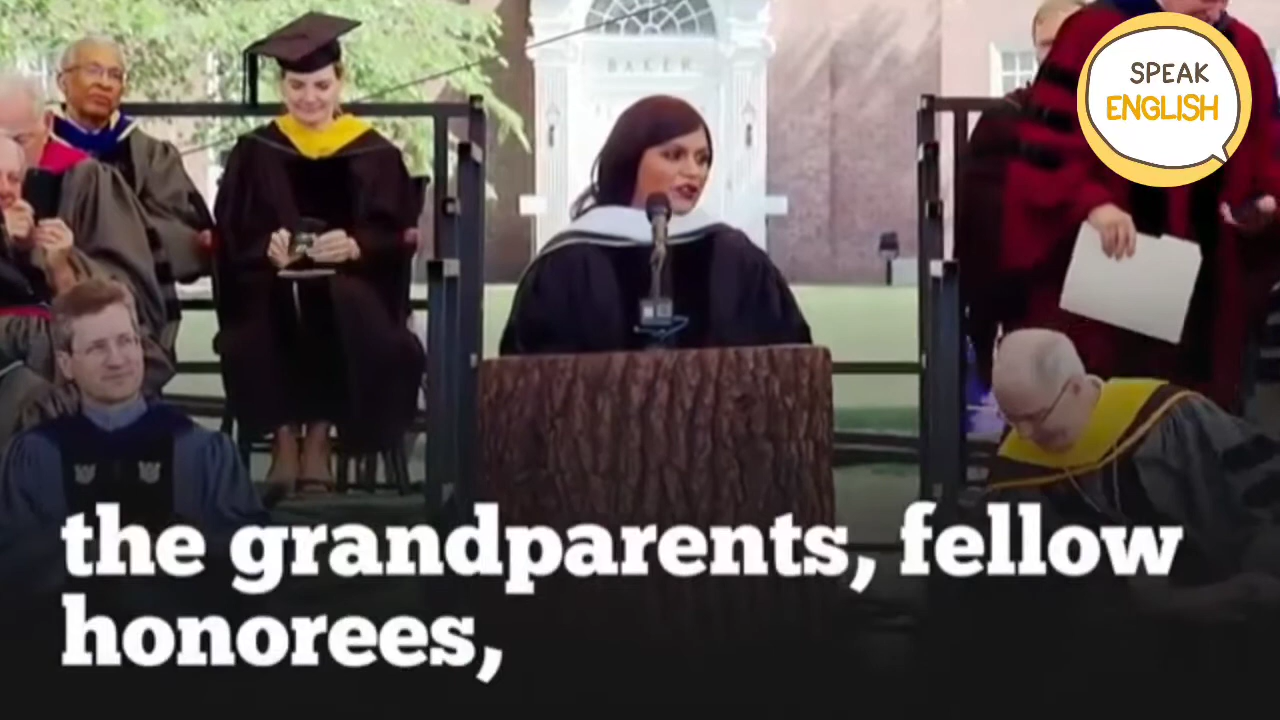 BAKER
SPEAK
ENGLISH
the grandparents, fellow
honorees,